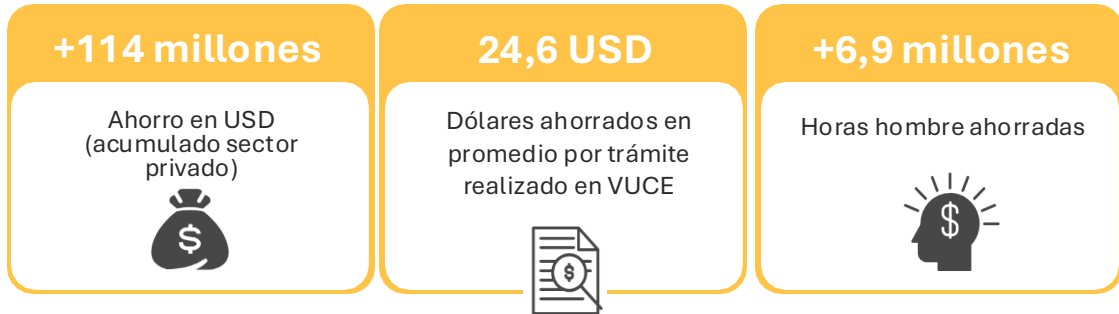 +114 millones
Ahorro en USD
(acumulado sector
privado)
$
24,6 USD
Dólares ahorrados en
promedio por trámite
realizado en VUCE
$
+6,9 millones
Horas hombre ahorradas
$